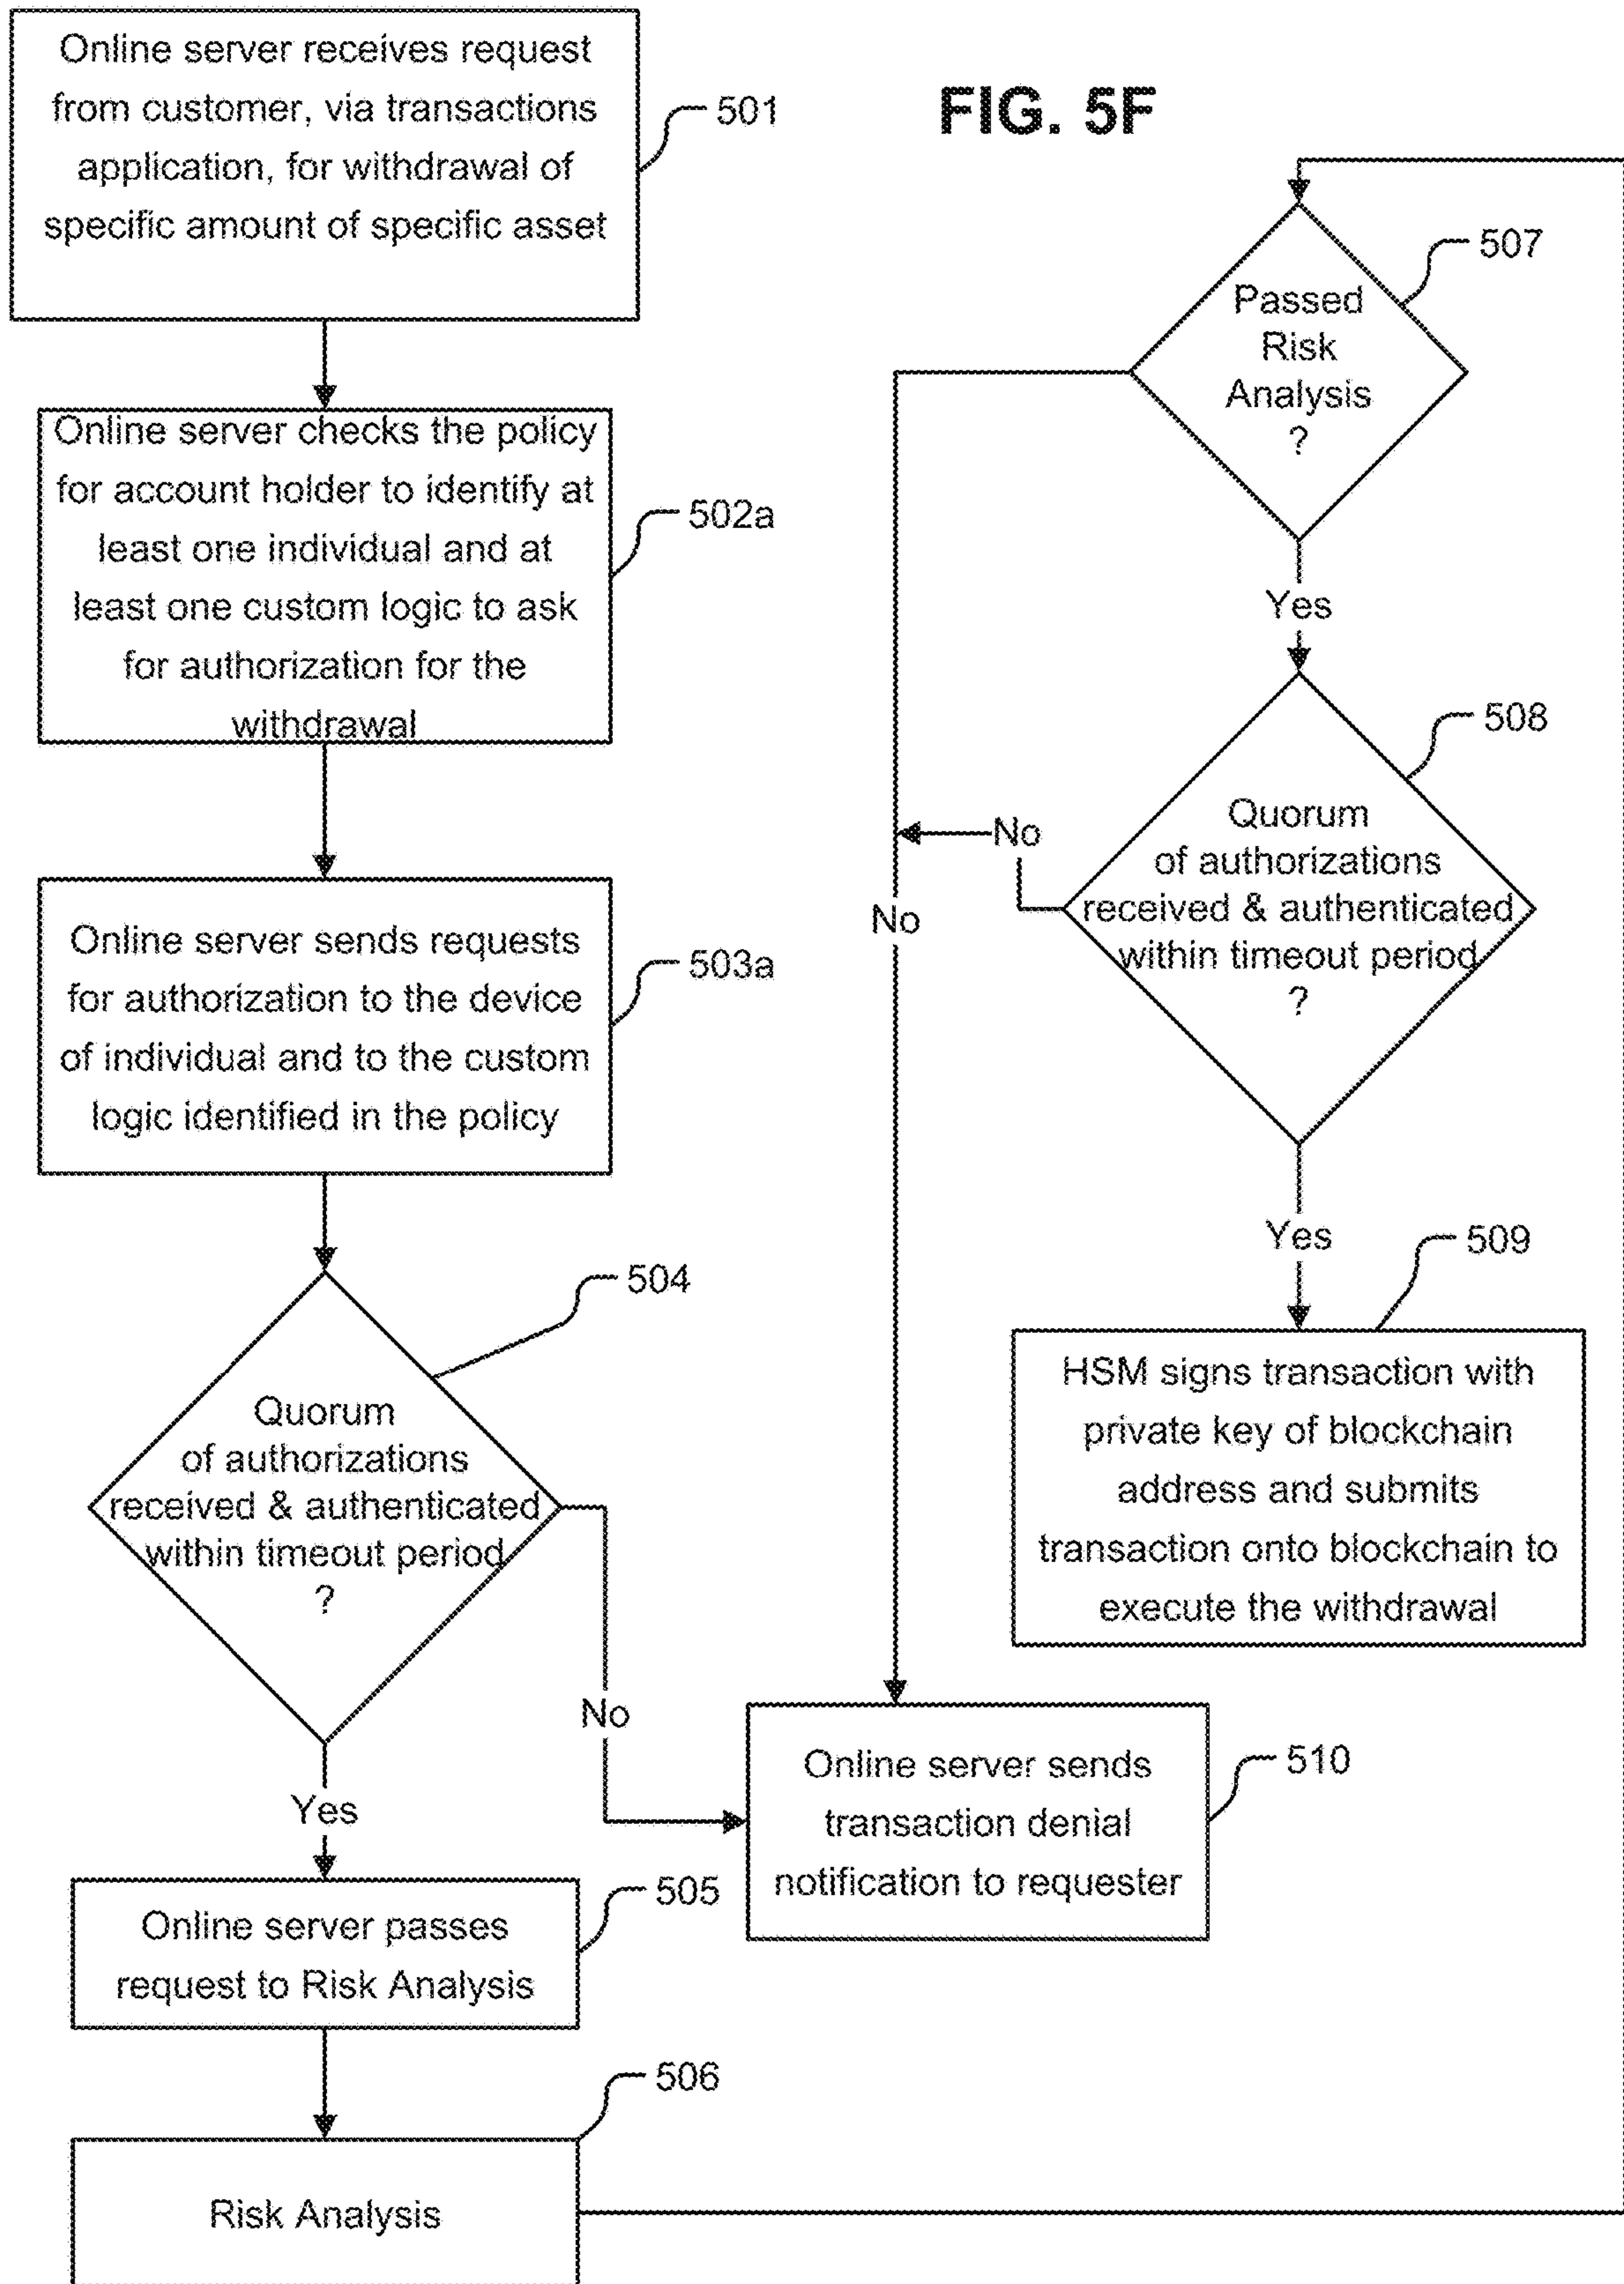 FIG. 5F
Online server receives request
from customer, via transactions
application, for withdrawal of
specific amount of specific asset
501
Online server checks the policy
for account holder to identify at
least one individual and at
least one custom logic to ask
for authorization for the
withdrawal
502a
Online server sends requests
for authorization to the device
of individual and to the custom
logic identified in the policy
503a
504
Quorum
of authorizations
received & authenticated
within timeout period
?
No
Yes
Online server passes
request to Risk Analysis
505
506
Risk Analysis
507
Passed
Risk
Analysis
?
No
Yes
508
Quorum
of authorizations
received & authenticated
within timeout period
?
No
Yes
509
HSM signs transaction with
private key of blockchain
address and submits
transaction onto blockchain to
execute the withdrawal
Online server sends
transaction denial
notification to requester
510